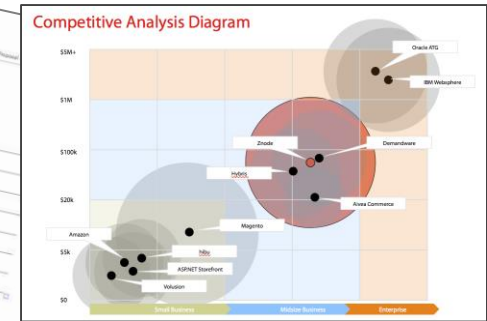 Competitive Analysis Diagram
$5M+
Oracle ATG
IBM Websphere
$1M
Znode
Demandware
$100k
Hybris
Aivea Commerce
$20k
Magento
Amazon
Nibu
$5k
ASP.NET Storefront
Volusion
$0
Small Business
Midsize Business
Enterprise